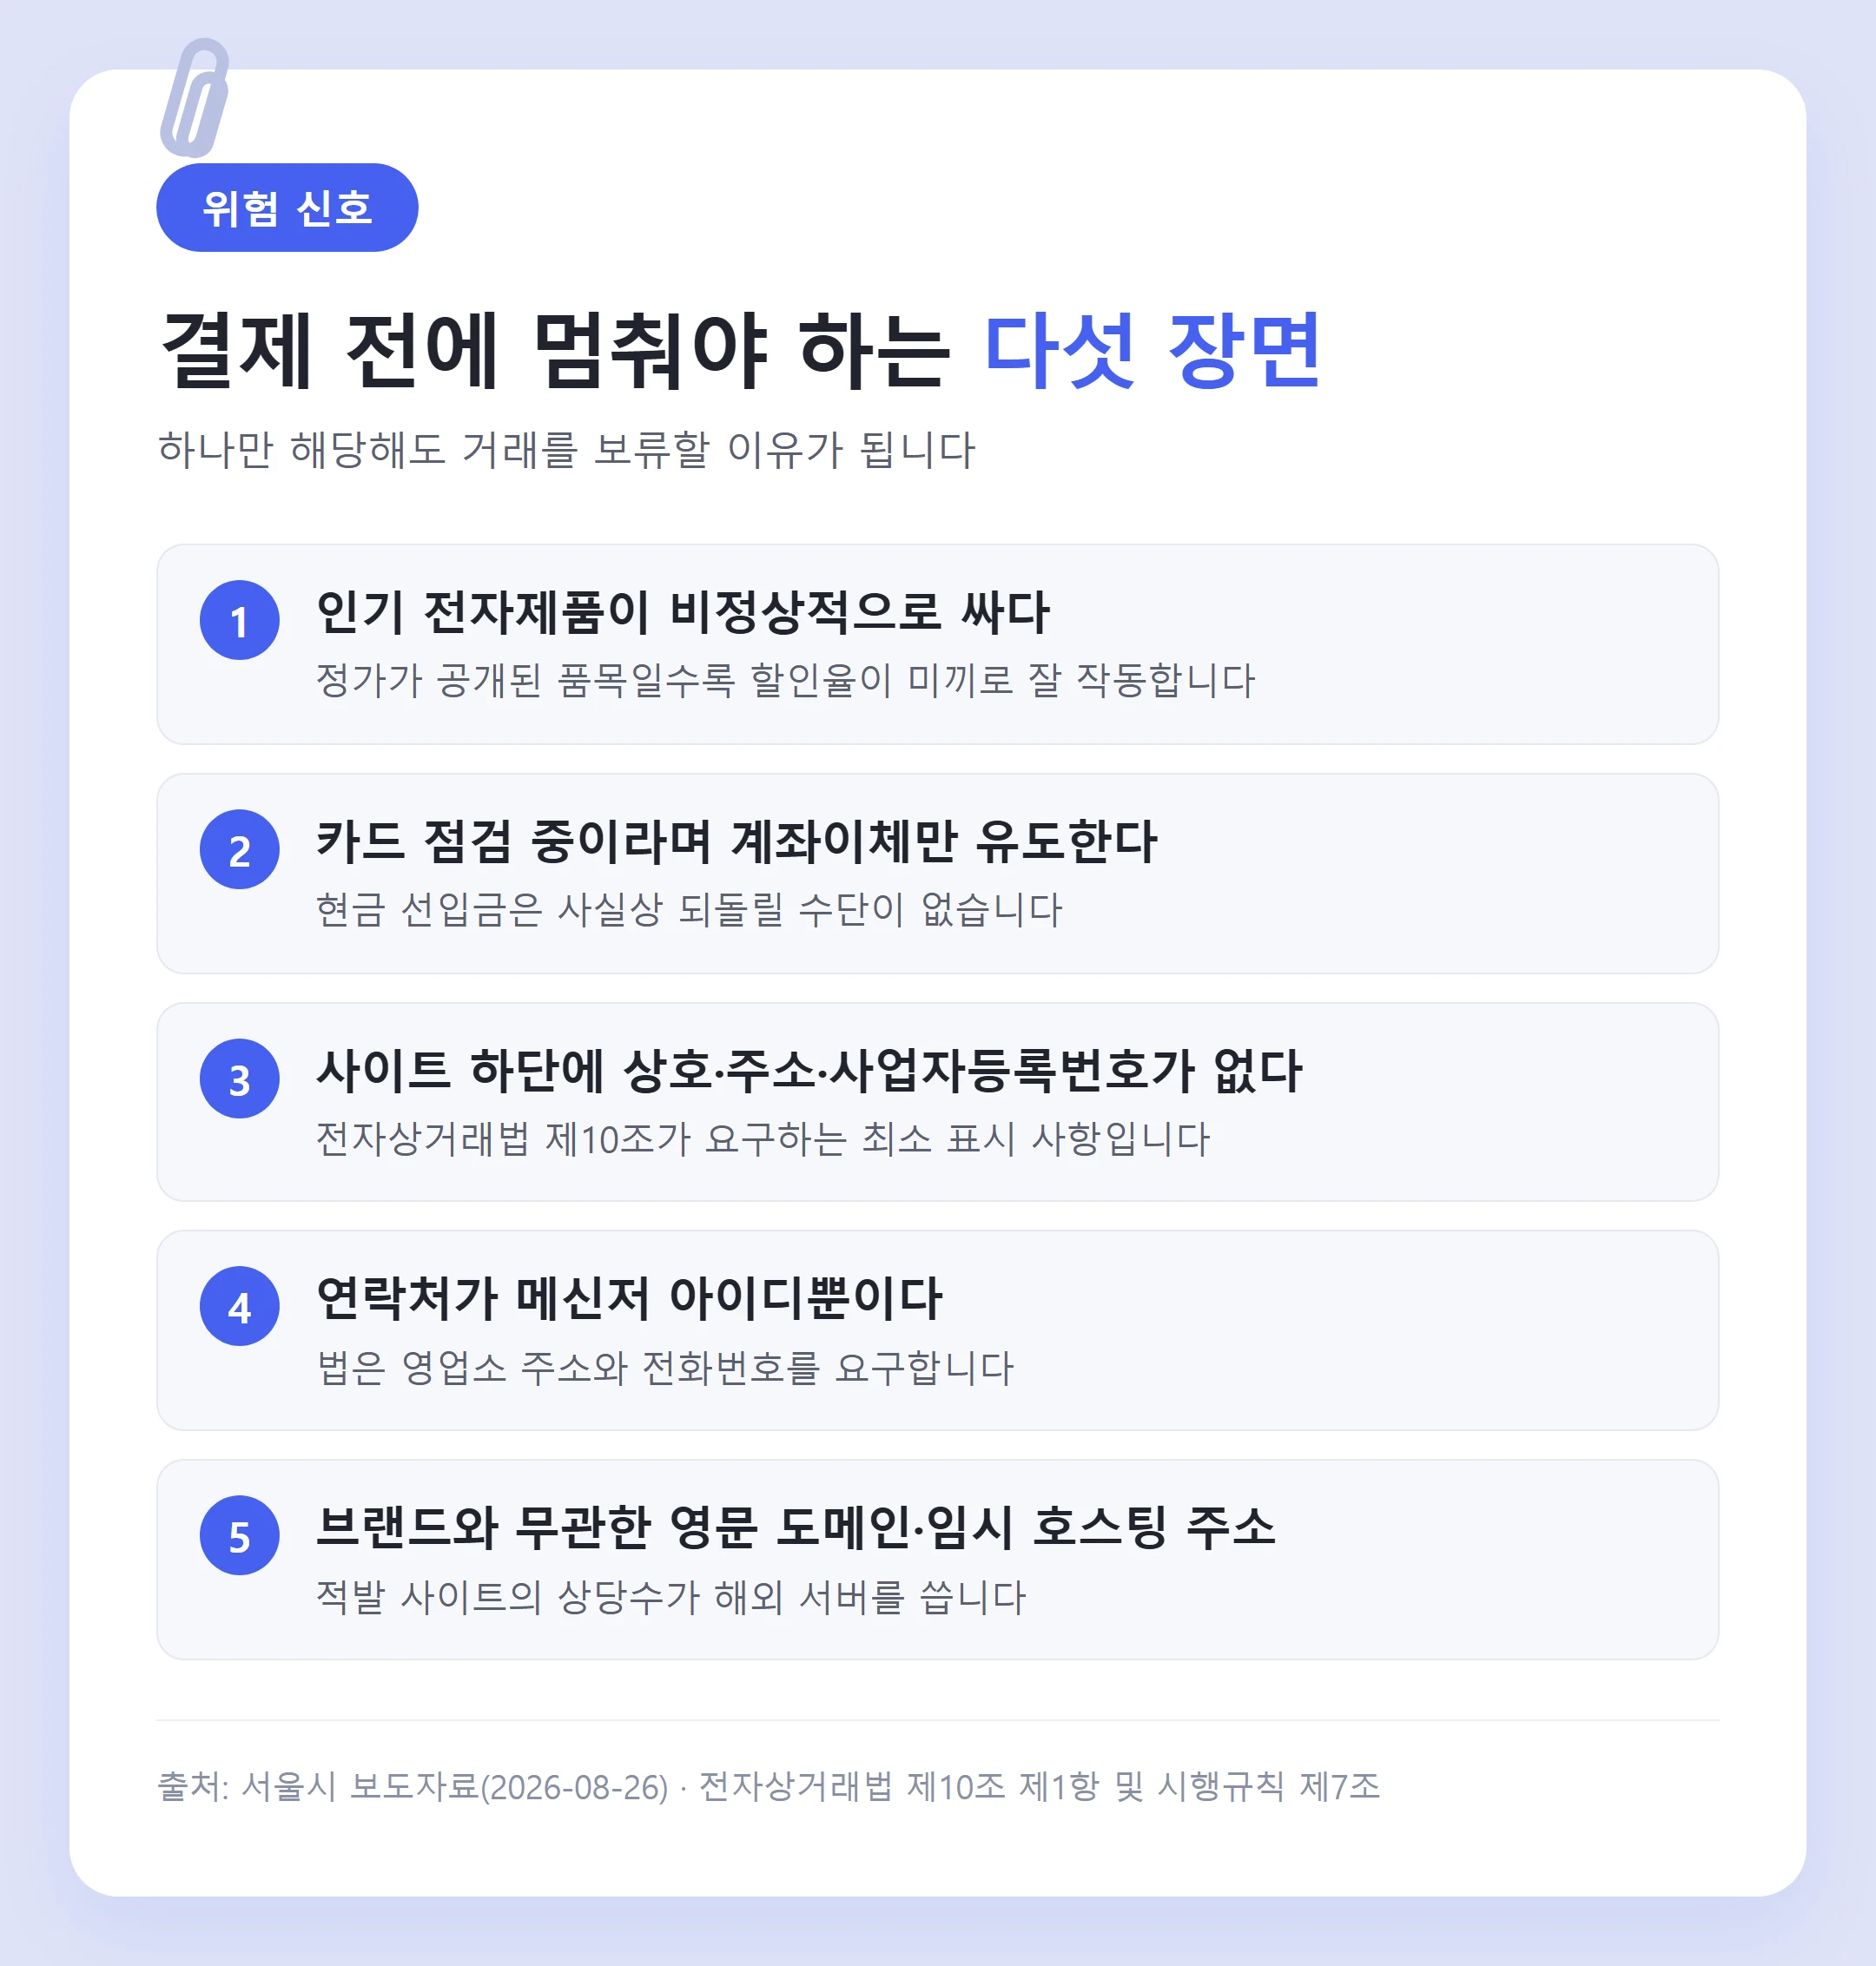 위험 신호
결제 전에 멈춰야 하는 다섯 장면
하나만 해당해도 거래를 보류할 이유가 됩니다
1
인기 전자제품이 비정상적으로 싸다
정가가 공개된 품목일수록 할인율이 미끼로 잘 작동합니다
2
카드 점검 중이라며 계좌이체만 유도한다
현금 선입금은 사실상 되돌릴 수단이 없습니다
3
사이트 하단에 상호·주소·사업자등록번호가 없다
전자상거래법 제10조가 요구하는 최소 표시 사항입니다
4
연락처가 메신저 아이디뿐이다
법은 영업소 주소와 전화번호를 요구합니다
5
브랜드와 무관한 영문 도메인·임시 호스팅 주소
적발 사이트의 상당수가 해외 서버를 씁니다
출처: 서울시 보도자료(2026-08-26) · 전자상거래법 제10조 제1항 및 시행규칙 제7조